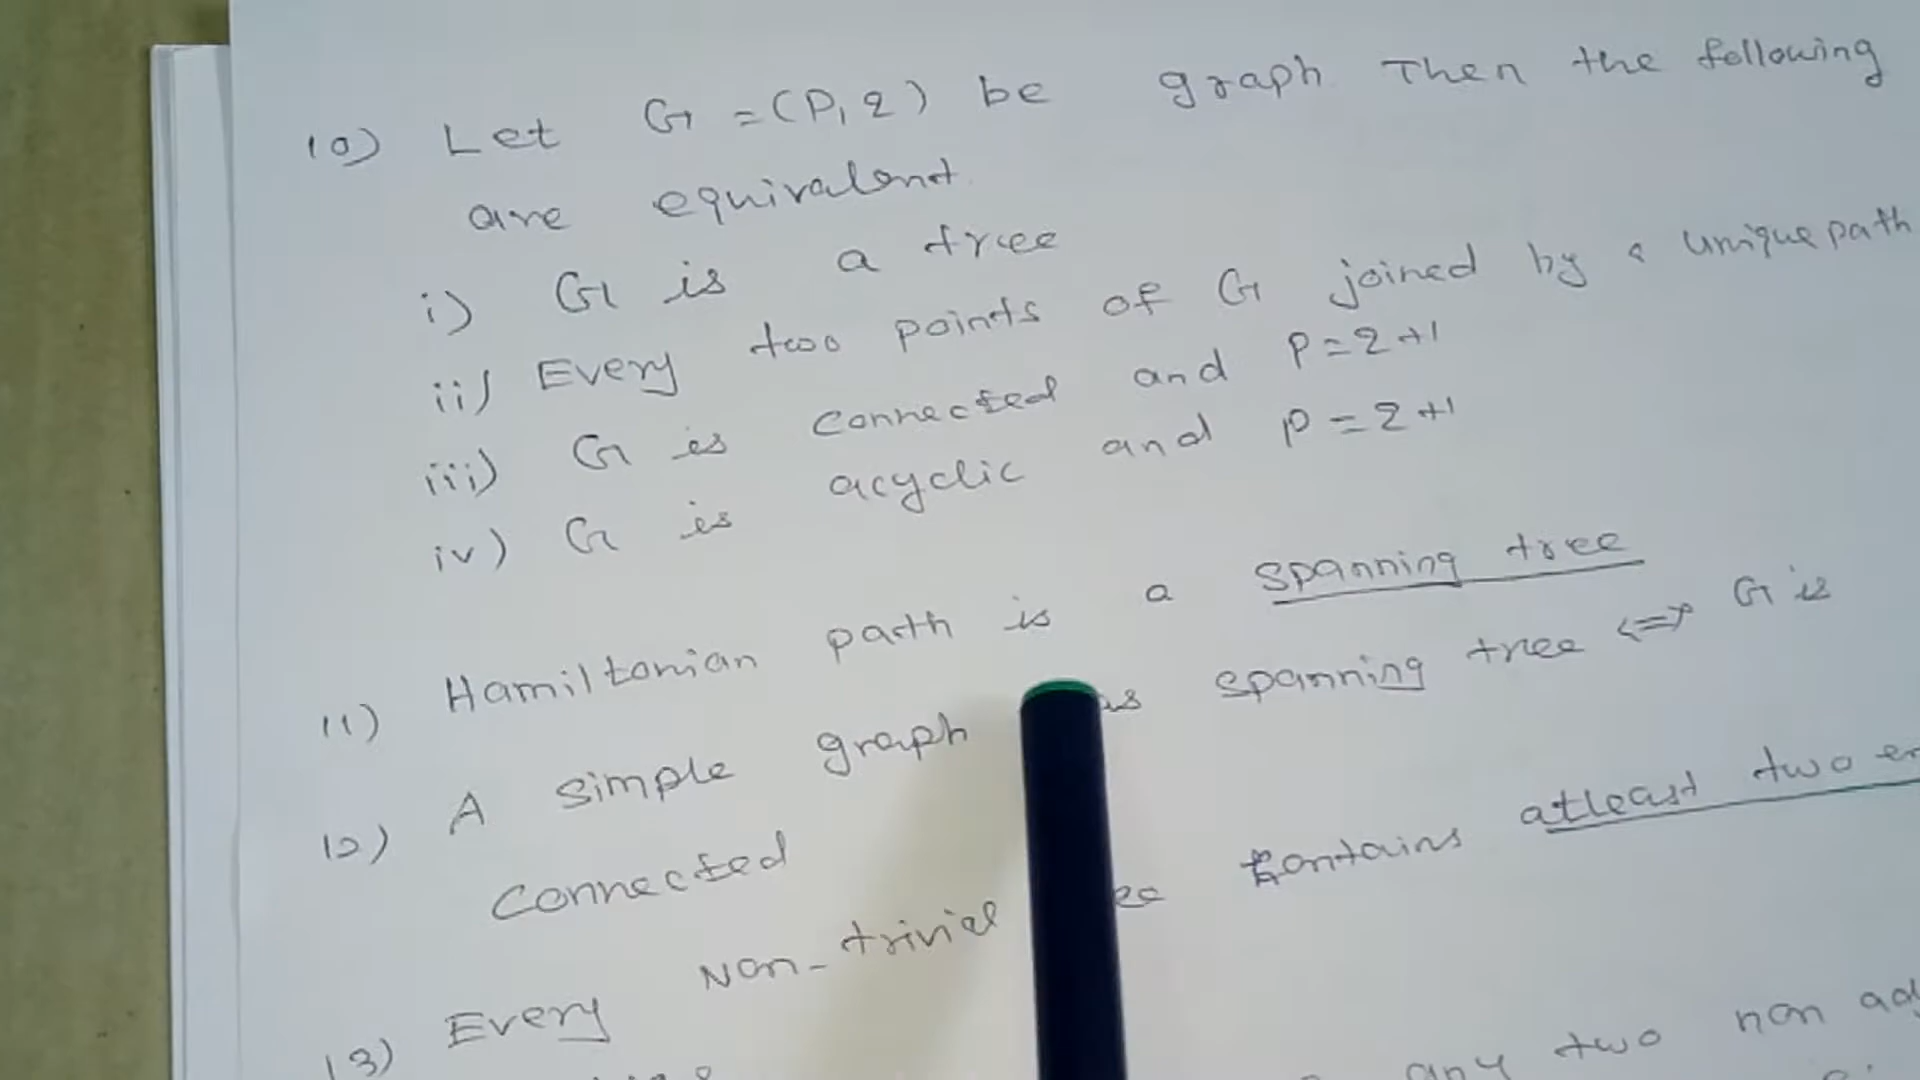 10) Let G = (P, q) be graph Then the following
are equivalent
i) G is a tree
ii) Every two points of G joined by a unique path
iii) G is connected and P = q+1
iv) G is acyclic and P = q+1
11) Hamiltonian path is a spanning tree
12) A simple graph spanning tree <=> G is
connected
13) Every Non-trivial contains atleast two
any two non